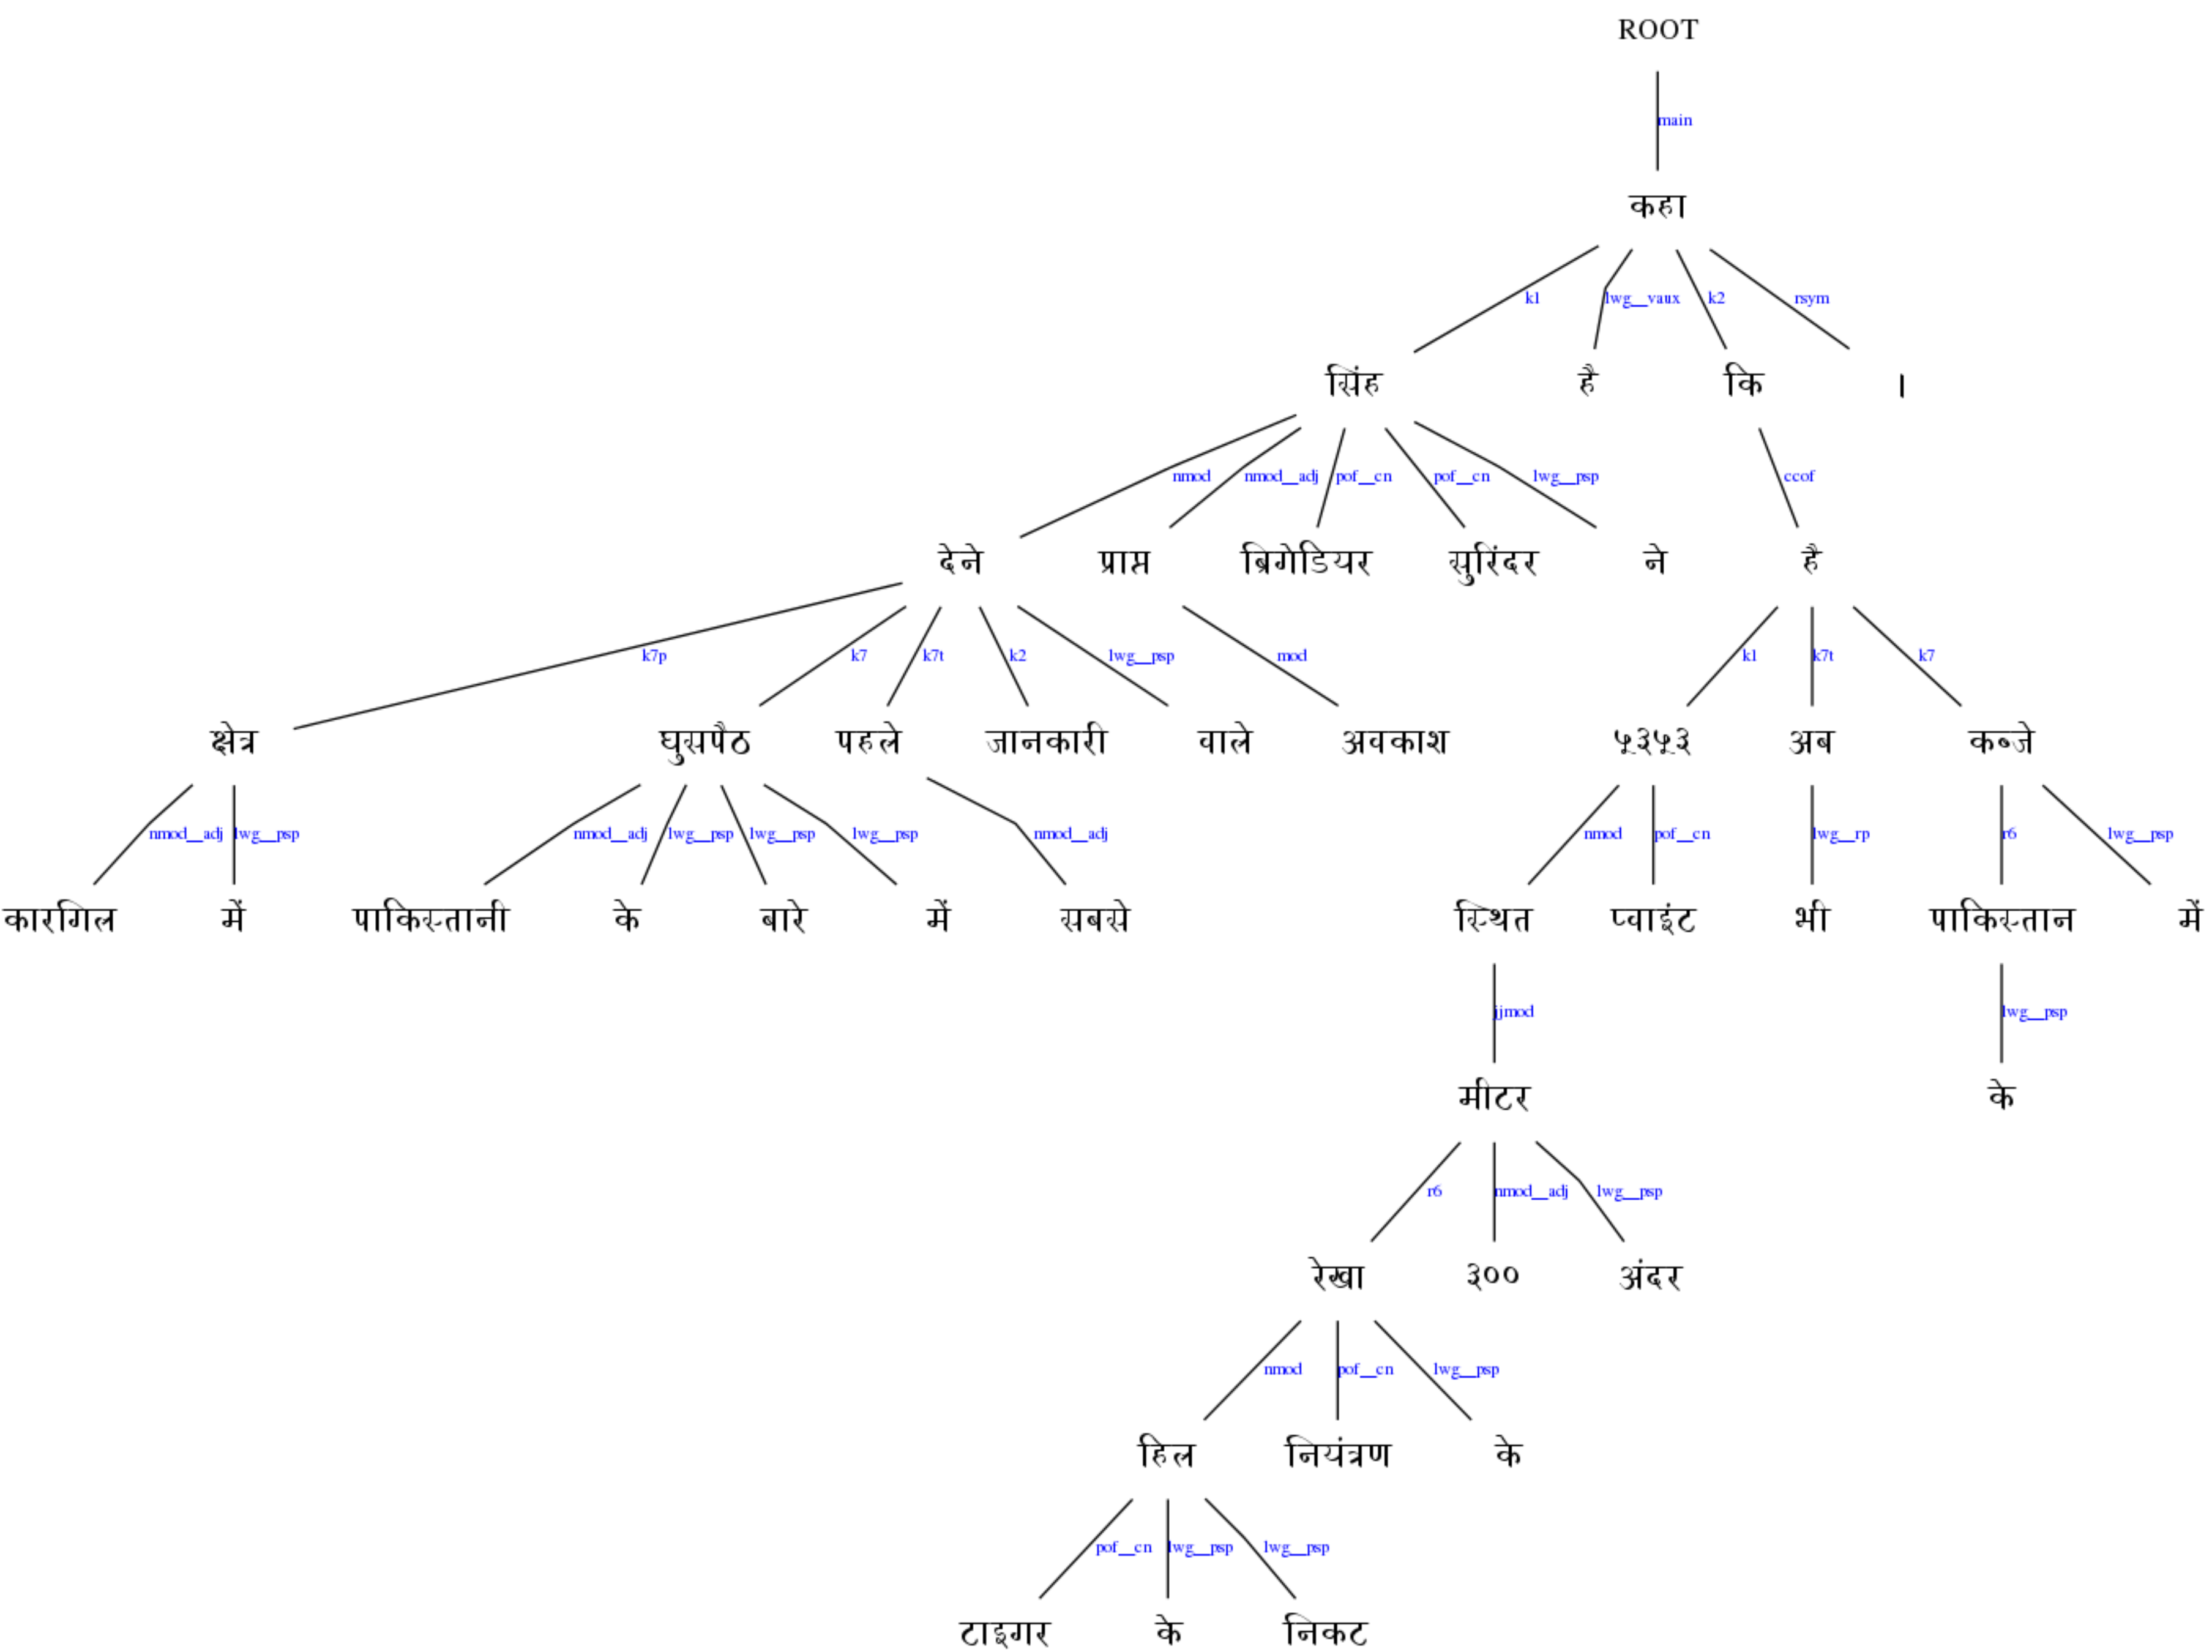 ROOT
main
कहा
k1 lwg__vaux k2 rsym
सिंह है कि ।
nmod nmod__adj pof__cn pof__cn lwg__psp ccof
देने प्राप्त ब्रिगेडियर सुरिंदर ने है
k7p k7 k7t k2 lwg__psp mod k1 k7t k7
क्षेत्र घुसपैठ पहले जानकारी वाले अवकाश ५३५३ अब कब्जे
nmod__adj lwg__psp nmod__adj lwg__psp lwg__psp lwg__psp nmod__adj nmod pof__cn lwg__rp r6 lwg__psp
कारगिल में पाकिस्तानी के बारे में सबसे स्थित प्वाइंट भी पाकिस्तान में
jjmod lwg__psp
मीटर के
r6 nmod__adj lwg__psp
रेखा ३०० अंदर
nmod pof__cn lwg__psp
हिल नियंत्रण के
pof__cn lwg__psp lwg__psp
टाइगर के निकट